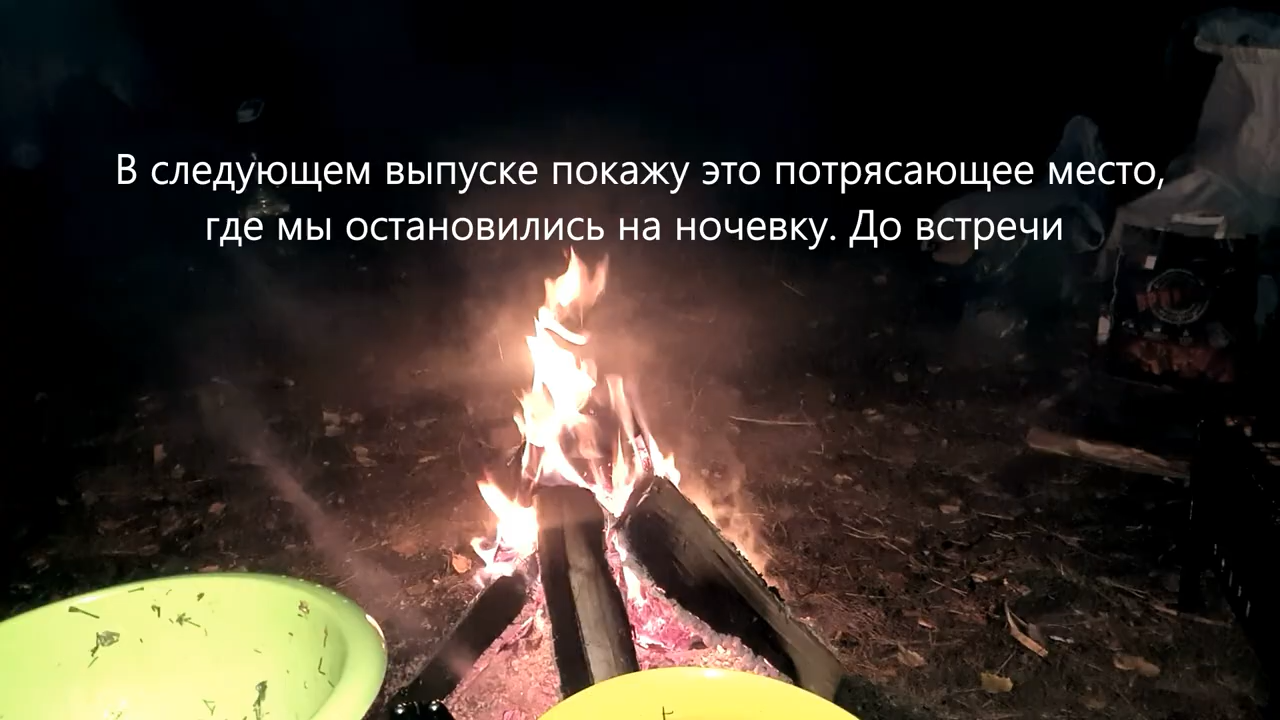 В следующем выпуске покажу это потрясающее место,
где мы остановились на ночевку. До встречи